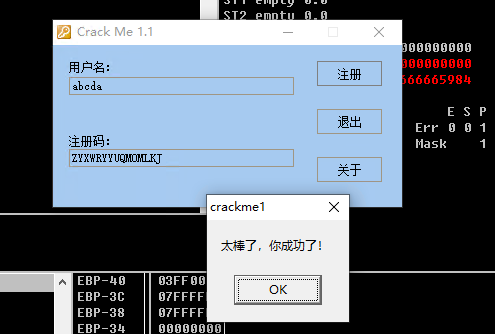 ST1 empty 0.0
ST2 empty 0.0
Crack Me 1.1
000000000
000000000
666665984
用户名：
abcda
注册
E S P
Err 0 0 1
Mask 1
退出
注册码：
ZYXWRYYUQMOMLKJ
关于
crackme1
太棒了，你成功了！
OK
EBP-40 03FF00
EBP-3C 07FFFF
EBP-38 07FFFF
EBP-34 00000000